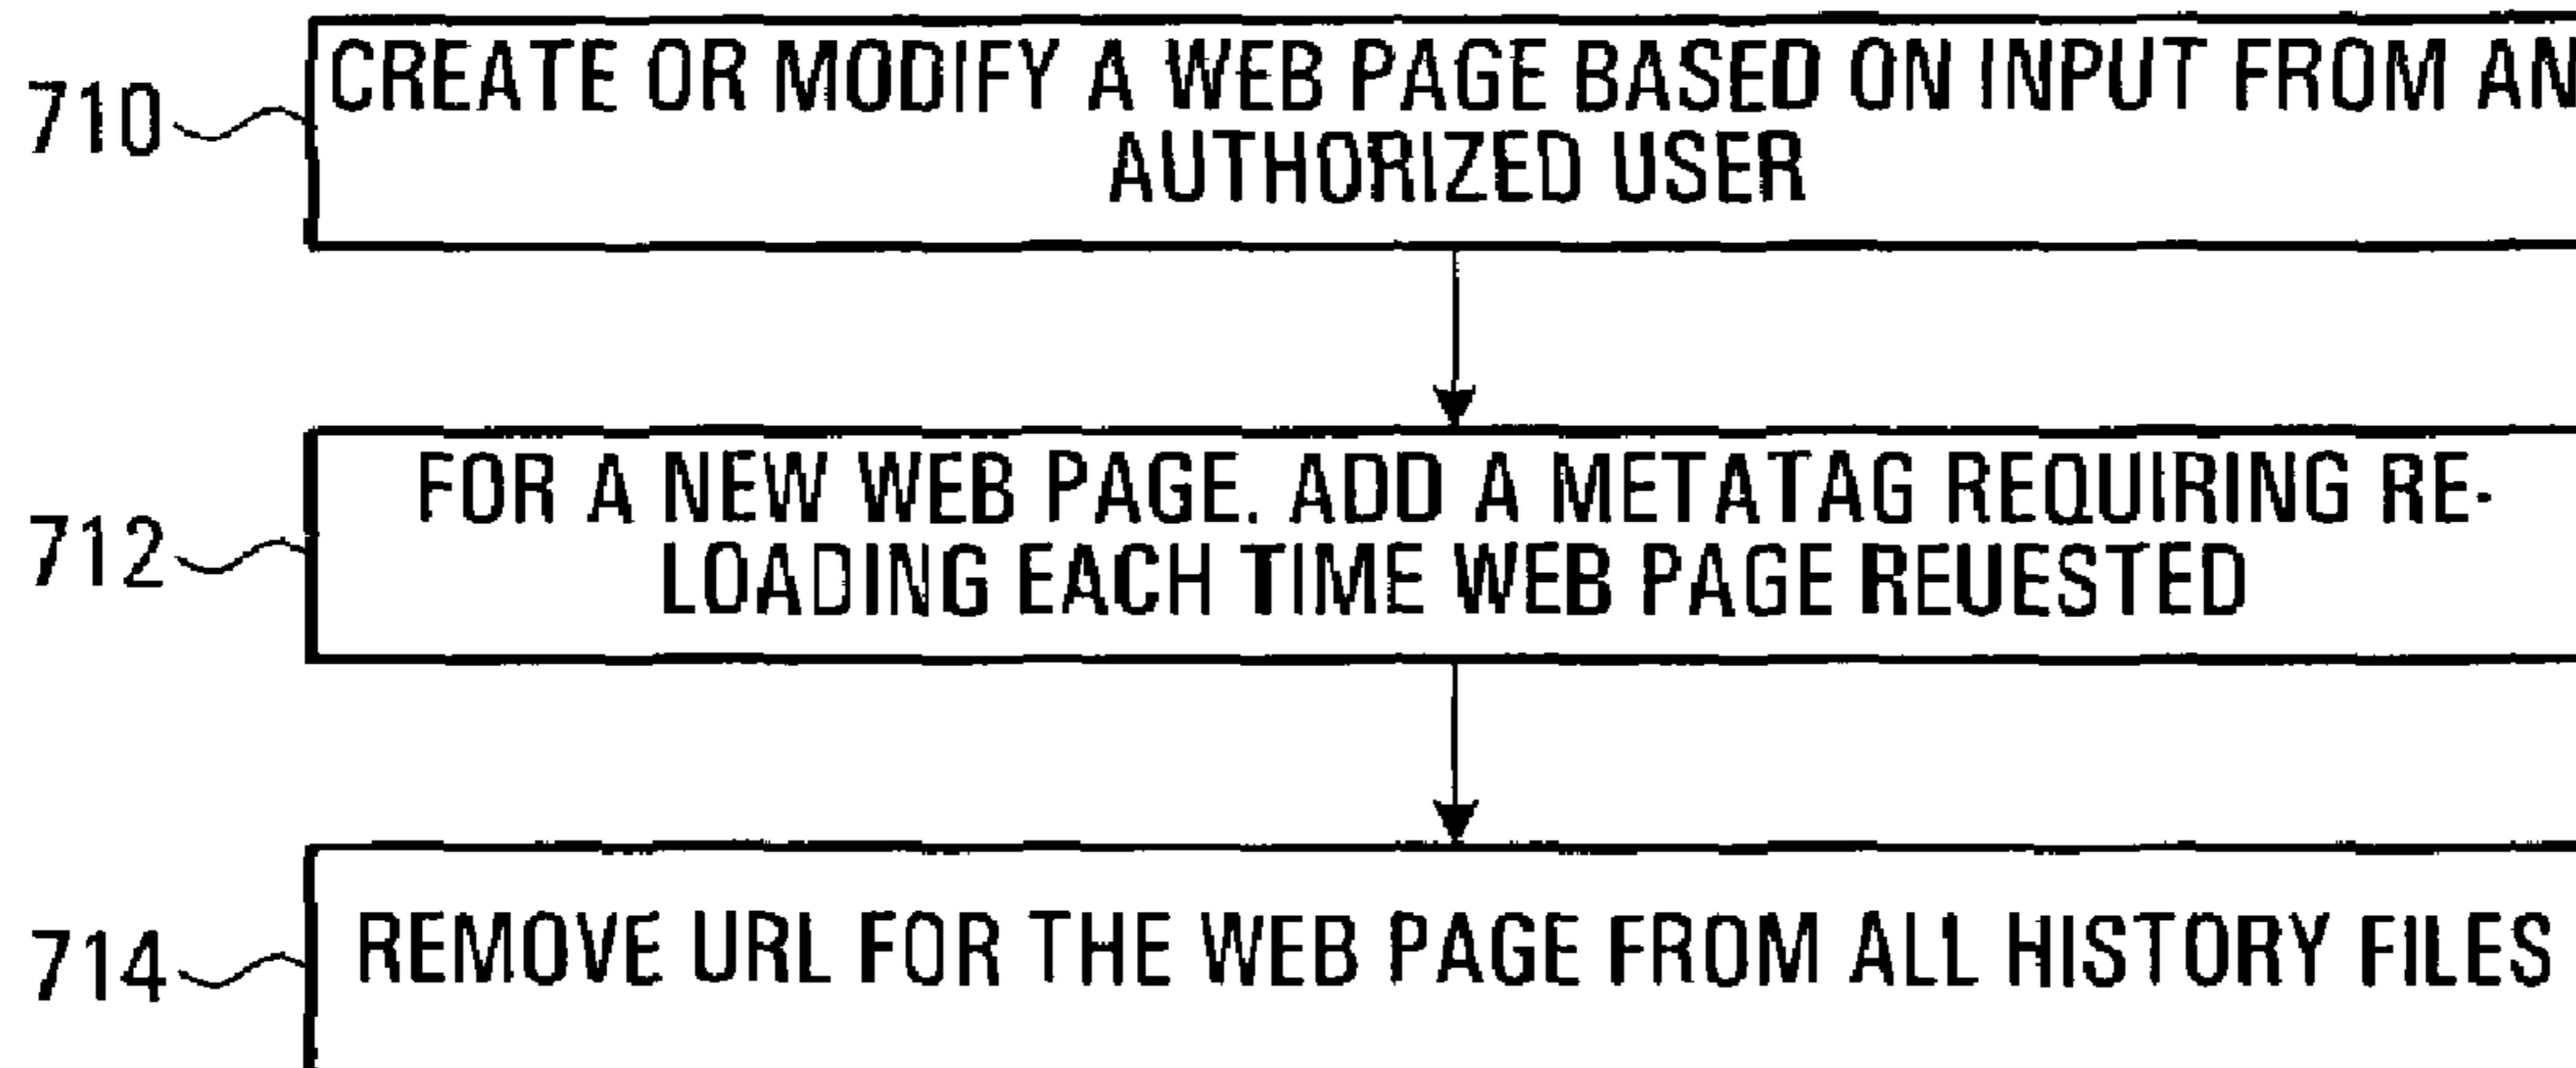 710
CREATE OR MODIFY A WEB PAGE BASED ON INPUT FROM AN
AUTHORIZED USER
712
FOR A NEW WEB PAGE. ADD A METATAG REQUIRING RE-
LOADING EACH TIME WEB PAGE REUESTED
714
REMOVE URL FOR THE WEB PAGE FROM ALL HISTORY FILES